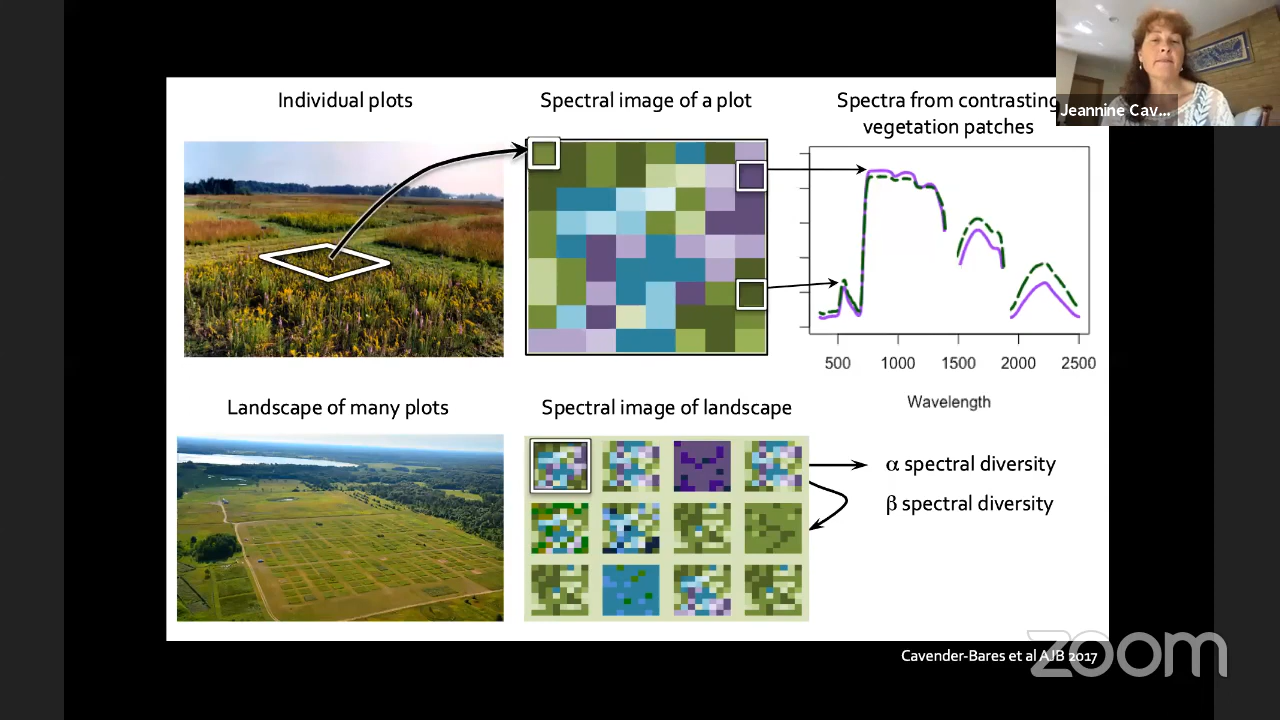 Individual plots
Spectral image of a plot
Spectra from contrasting
vegetation patches
Jeannine Cav...
500 1000 1500 2000 2500
Wavelength
Landscape of many plots
Spectral image of landscape
α spectral diversity
β spectral diversity
Cavender-Bares et al AJB 2017
zoom